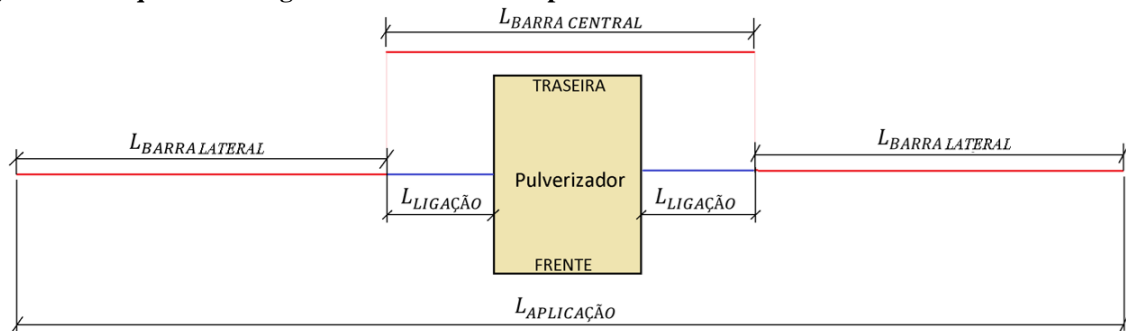 L_BARRA CENTRAL
TRASEIRA
L_BARRA LATERAL
L_BARRA LATERAL
Pulverizador
L_LIGAÇÃO
L_LIGAÇÃO
FRENTE
L_APLICAÇÃO